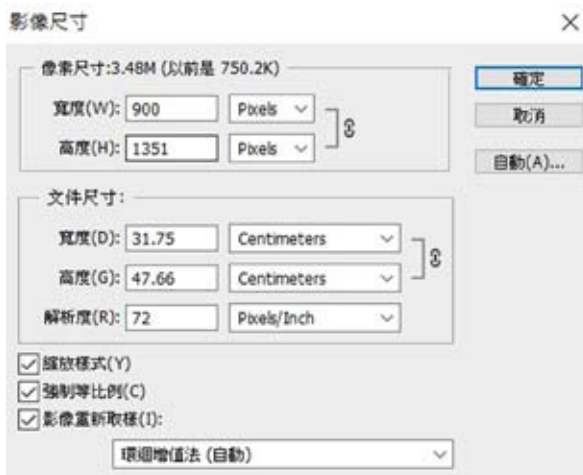 影像尺寸
像素尺寸:3.48M (以前是 750.2K)
確定
寬度(W): 900 Pixels
取消
高度(H): 1351 Pixels
自動(A)...
文件尺寸:
寬度(D): 31.75 Centimeters
高度(G): 47.66 Centimeters
解析度(R): 72 Pixels/Inch
縮放樣式(Y)
強制等比例(C)
影像重新取樣(I):
環迴增值法 (自動)